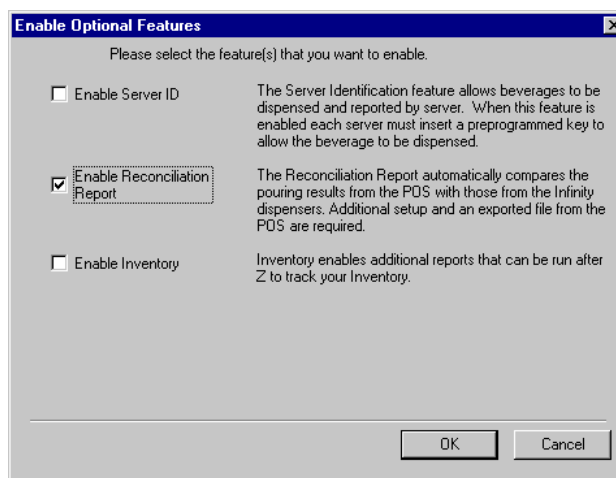 Enable Optional Features
Please select the feature(s) that you want to enable.
Enable Server ID
The Server Identification feature allows beverages to be
dispensed and reported by server. When this feature is
enabled each server must insert a preprogrammed key to
allow the beverage to be dispensed.
Enable Reconciliation
Report
The Reconciliation Report automatically compares the
pouring results from the POS with those from the Infinity
dispensers. Additional setup and an exported file from the
POS are required.
Enable Inventory
Inventory enables additional reports that can be run after
Z to track your Inventory.
OK
Cancel